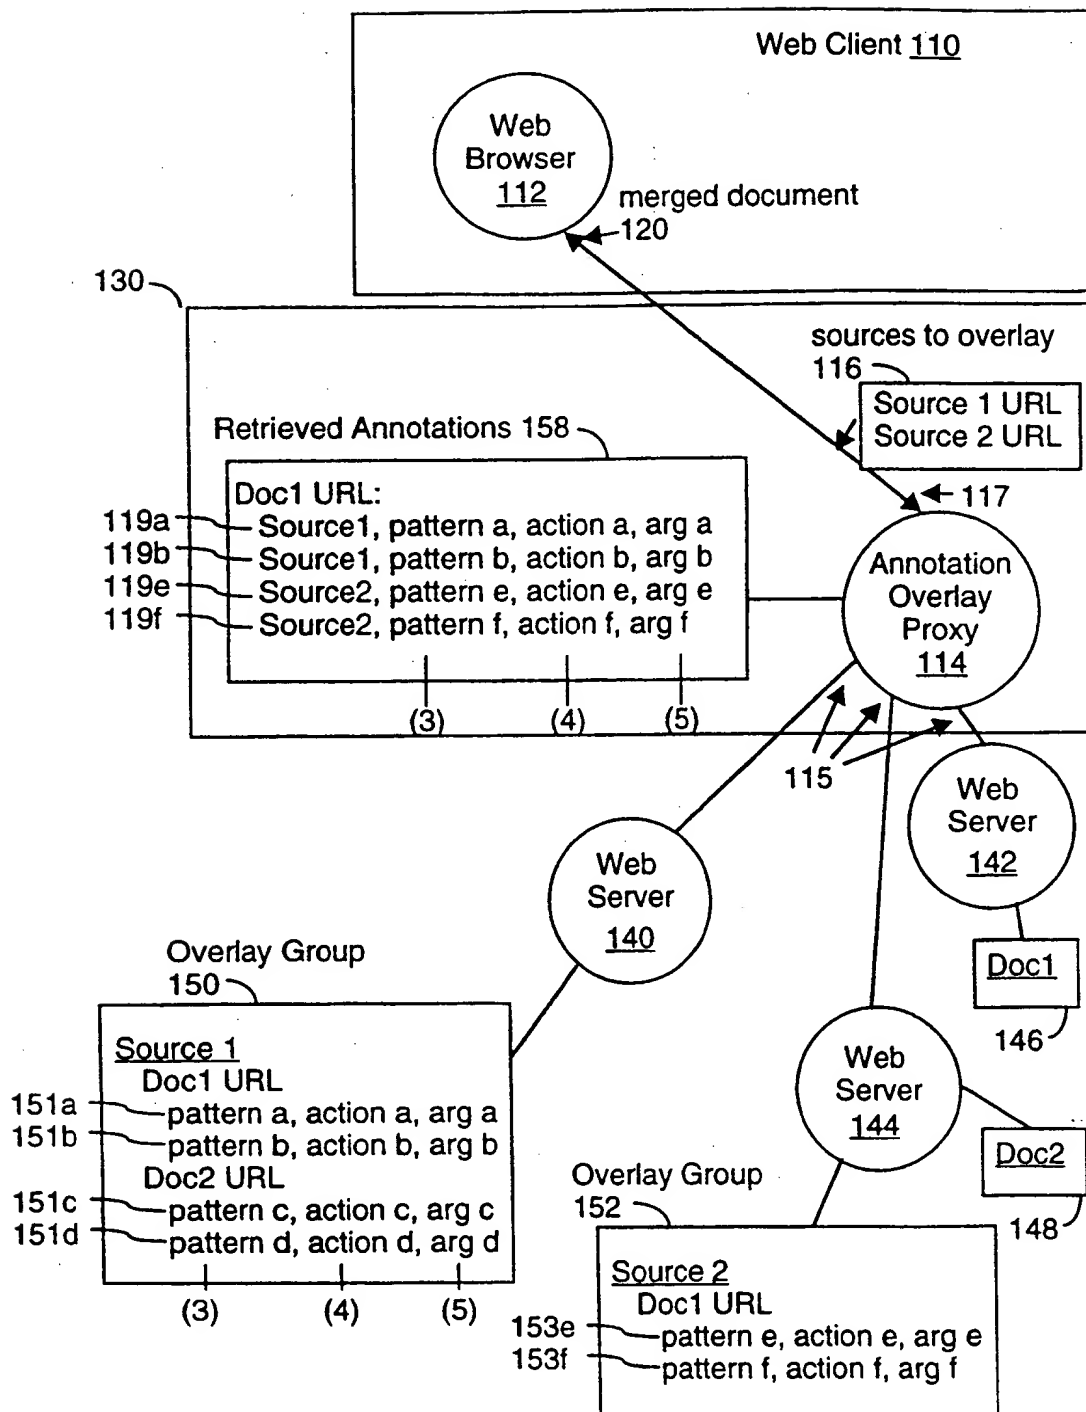 Web Client 110
Web
Browser
112
merged document
120
130
sources to overlay
116
Source 1 URL
Source 2 URL
Retrieved Annotations 158
117
Doc1 URL:
119a
Source1, pattern a, action a, arg a
119b
Source1, pattern b, action b, arg b
119e
Source2, pattern e, action e, arg e
119f
Source2, pattern f, action f, arg f
(3)
(4)
(5)
Annotation
Overlay
Proxy
114
115
Web
Server
142
Web
Server
140
Doc1
146
Overlay Group
150
Source 1
Doc1 URL
151a
pattern a, action a, arg a
151b
pattern b, action b, arg b
Doc2 URL
151c
pattern c, action c, arg c
151d
pattern d, action d, arg d
(3)
(4)
(5)
Web
Server
144
Doc2
148
Overlay Group
152
Source 2
Doc1 URL
153e
pattern e, action e, arg e
153f
pattern f, action f, arg f